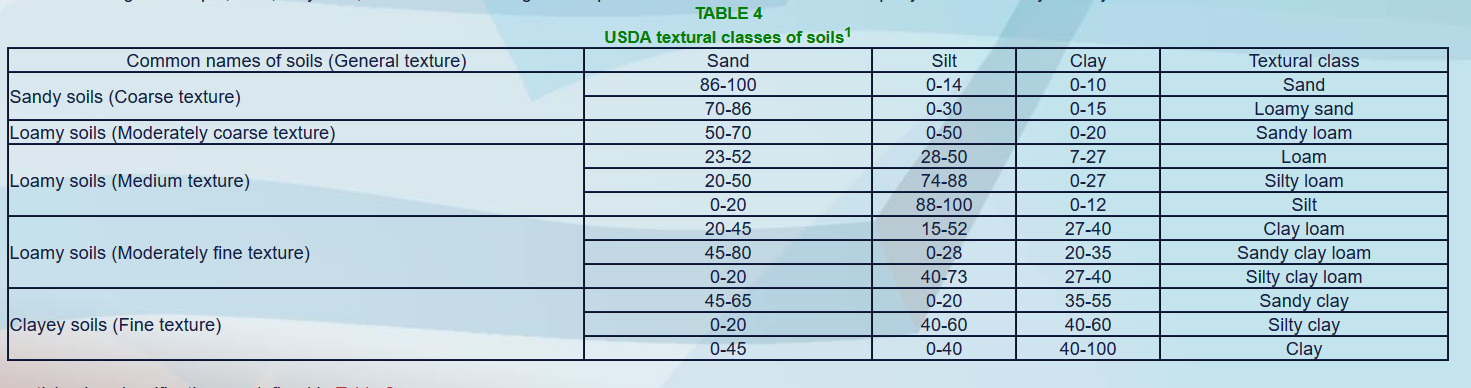 TABLE 4
USDA textural classes of soils1
Common names of soils (General texture) Sand Silt Clay Textural class
Sandy soils (Coarse texture) 86-100 0-14 0-10 Sand
70-86 0-30 0-15 Loamy sand
Loamy soils (Moderately coarse texture) 50-70 0-50 0-20 Sandy loam
Loamy soils (Medium texture) 23-52 28-50 7-27 Loam
20-50 74-88 0-27 Silty loam
0-20 88-100 0-12 Silt
Loamy soils (Moderately fine texture) 20-45 15-52 27-40 Clay loam
45-80 0-28 20-35 Sandy clay loam
0-20 40-73 27-40 Silty clay loam
Clayey soils (Fine texture) 45-65 0-20 35-55 Sandy clay
0-20 40-60 40-60 Silty clay
0-45 0-40 40-100 Clay